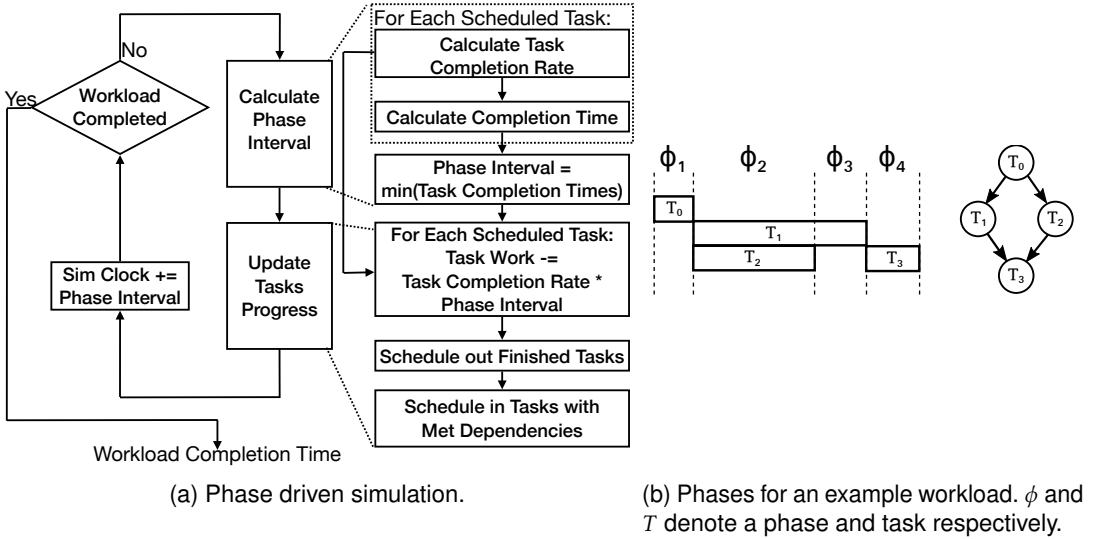 No
Yes
Workload
Completed
Calculate
Phase
Interval
Update
Tasks
Progress
Sim Clock +=
Phase Interval
Workload Completion Time
For Each Scheduled Task:
Calculate Task
Completion Rate
Calculate Completion Time
Phase Interval =
min(Task Completion Times)
For Each Scheduled Task:
Task Work -=
Task Completion Rate *
Phase Interval
Schedule out Finished Tasks
Schedule in Tasks with
Met Dependencies
(a) Phase driven simulation.
ϕ₁ ϕ₂ ϕ₃ ϕ₄
T₀
T₁
T₂
T₃
T₀
T₁
T₂
T₃
(b) Phases for an example workload. ϕ and
T denote a phase and task respectively.